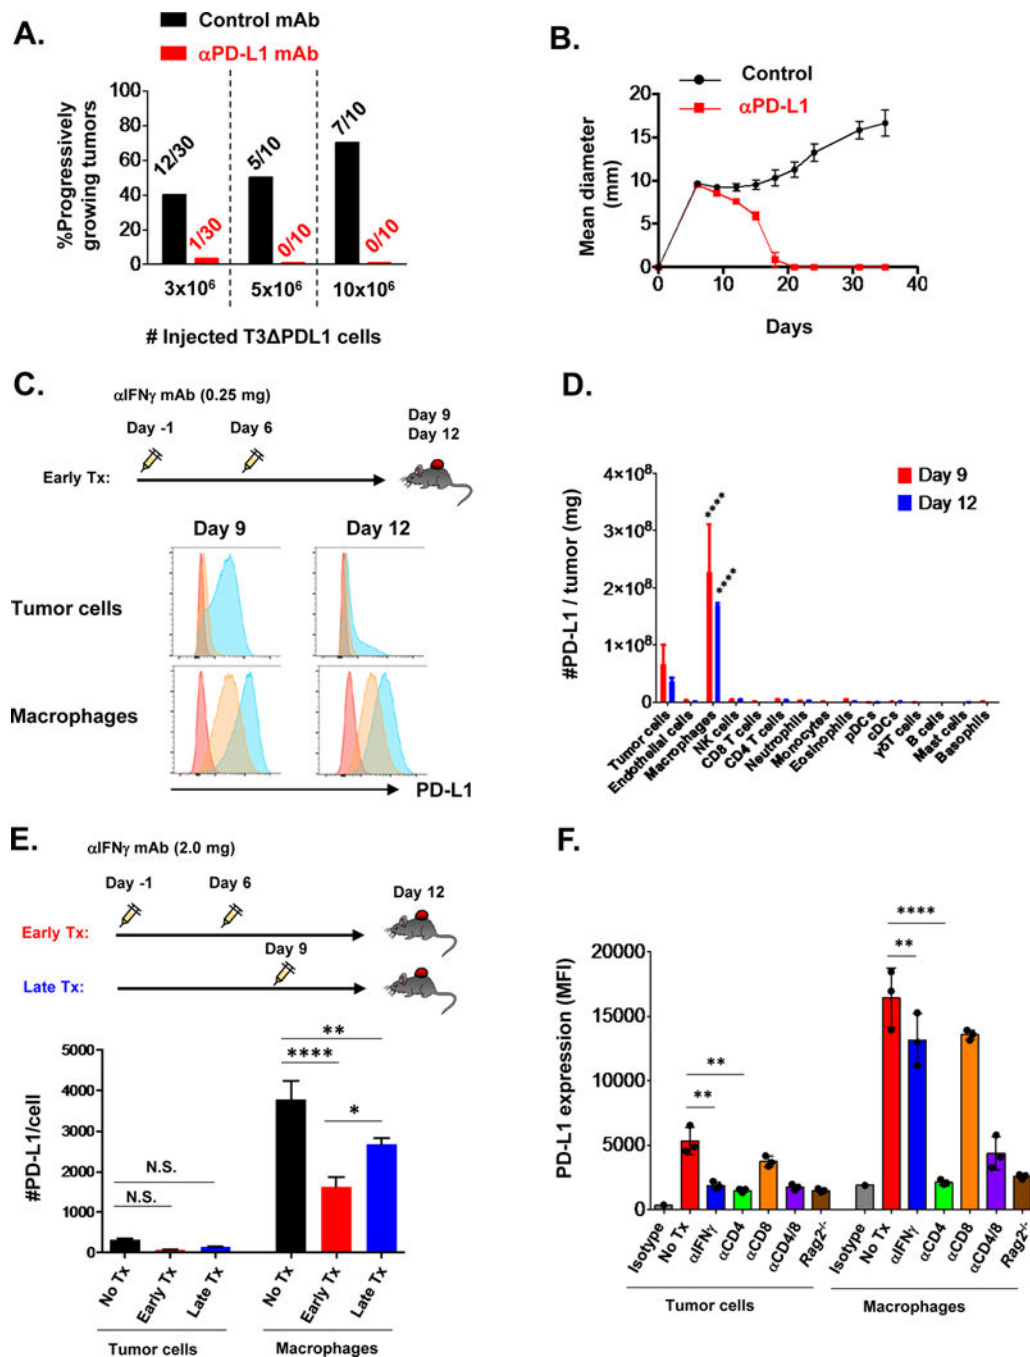 A.
Control mAb
αPD-L1 mAb
%Progressively
growing tumors
100
80
60
40
20
0
12/30
1/30
5/10
0/10
7/10
0/10
3x10⁶
5x10⁶
10x10⁶
# Injected T3ΔPDL1 cells
B.
Control
αPD-L1
Mean diameter
(mm)
20
15
10
5
0
0
10
20
30
40
Days
C.
αIFNγ mAb (0.25 mg)
Day -1
Day 6
Day 9
Day 12
Early Tx:
Day 9
Day 12
Tumor cells
Macrophages
PD-L1
D.
#PD-L1 / tumor (mg)
4×10⁸
3×10⁸
2×10⁸
1×10⁸
0
Day 9
Day 12
****
****
Tumor cells
Endothelial cells
Macrophages
NK cells
CD8 T cells
CD4 T cells
Neutrophils
Monocytes
Eosinophils
pDCs
cDCs
γδT cells
B cells
Mast cells
Basophils
E.
αIFNγ mAb (2.0 mg)
Day -1
Day 6
Day 12
Early Tx:
Day 9
Late Tx:
#PD-L1/cell
5000
4000
3000
2000
1000
0
N.S.
N.S.
**
****
*
No Tx
Early Tx
Late Tx
No Tx
Early Tx
Late Tx
Tumor cells
Macrophages
F.
PD-L1 expression (MFI)
20000
15000
10000
5000
0
**
**
****
**
Isotype
No Tx
αIFNγ
αCD4
αCD8
αCD4/8
Rag2⁻/⁻
Isotype
No Tx
αIFNγ
αCD4
αCD8
αCD4/8
Rag2⁻/⁻
Tumor cells
Macrophages